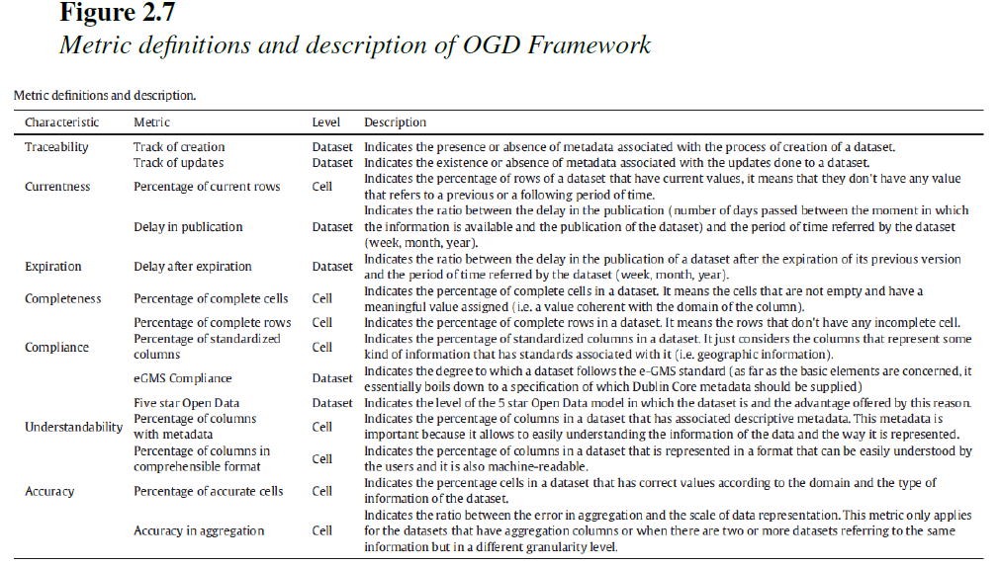 Figure 2.7
Metric definitions and description of OGD Framework
Metric definitions and description.
Characteristic Metric Level Description
Traceability Track of creation Dataset Indicates the presence or absence of metadata associated with the process of creation of a dataset.
Track of updates Dataset Indicates the existence or absence of metadata associated with the updates done to a dataset.
Currentness Percentage of current rows Cell Indicates the percentage of rows of a dataset that have current values, it means that they don't have any value
that refers to a previous or a following period of time.
Delay in publication Dataset Indicates the ratio between the delay in the publication (number of days passed between the moment in which
the information is available and the publication of the dataset) and the period of time referred by the dataset
(week, month, year).
Expiration Delay after expiration Dataset Indicates the ratio between the delay in the publication of a dataset after the expiration of its previous version
and the period of time referred by the dataset (week, month, year).
Completeness Percentage of complete cells Cell Indicates the percentage of complete cells in a dataset. It means the cells that are not empty and have a
meaningful value assigned (i.e. a value coherent with the domain of the column).
Percentage of complete rows Cell Indicates the percentage of complete rows in a dataset. It means the rows that don't have any incomplete cell.
Compliance Percentage of standardized
columns Cell Indicates the percentage of standardized columns in a dataset. It just considers the columns that represent some
kind of information that has standards associated with it (i.e. geographic information).
eGMS Compliance Dataset Indicates the degree to which a dataset follows the e-GMS standard (as far as the basic elements are concerned, it
essentially boils down to a specification of which Dublin Core metadata should be supplied)
Five star Open Data Dataset Indicates the level of the 5 star Open Data model in which the dataset is and the advantage offered by this reason.
Understandability Percentage of columns
with metadata Cell Indicates the percentage of columns in a dataset that has associated descriptive metadata. This metadata is
important because it allows to easily understanding the information of the data and the way it is represented.
Percentage of columns in
comprehensible format Cell Indicates the percentage of columns in a dataset that is represented in a format that can be easily understood by
the users and it is also machine-readable.
Accuracy Percentage of accurate cells Cell Indicates the percentage cells in a dataset that has correct values according to the domain and the type of
information of the dataset.
Accuracy in aggregation Cell Indicates the ratio between the error in aggregation and the scale of data representation. This metric only applies
for the datasets that have aggregation columns or when there are two or more datasets referring to the same
information but in a different granularity level.